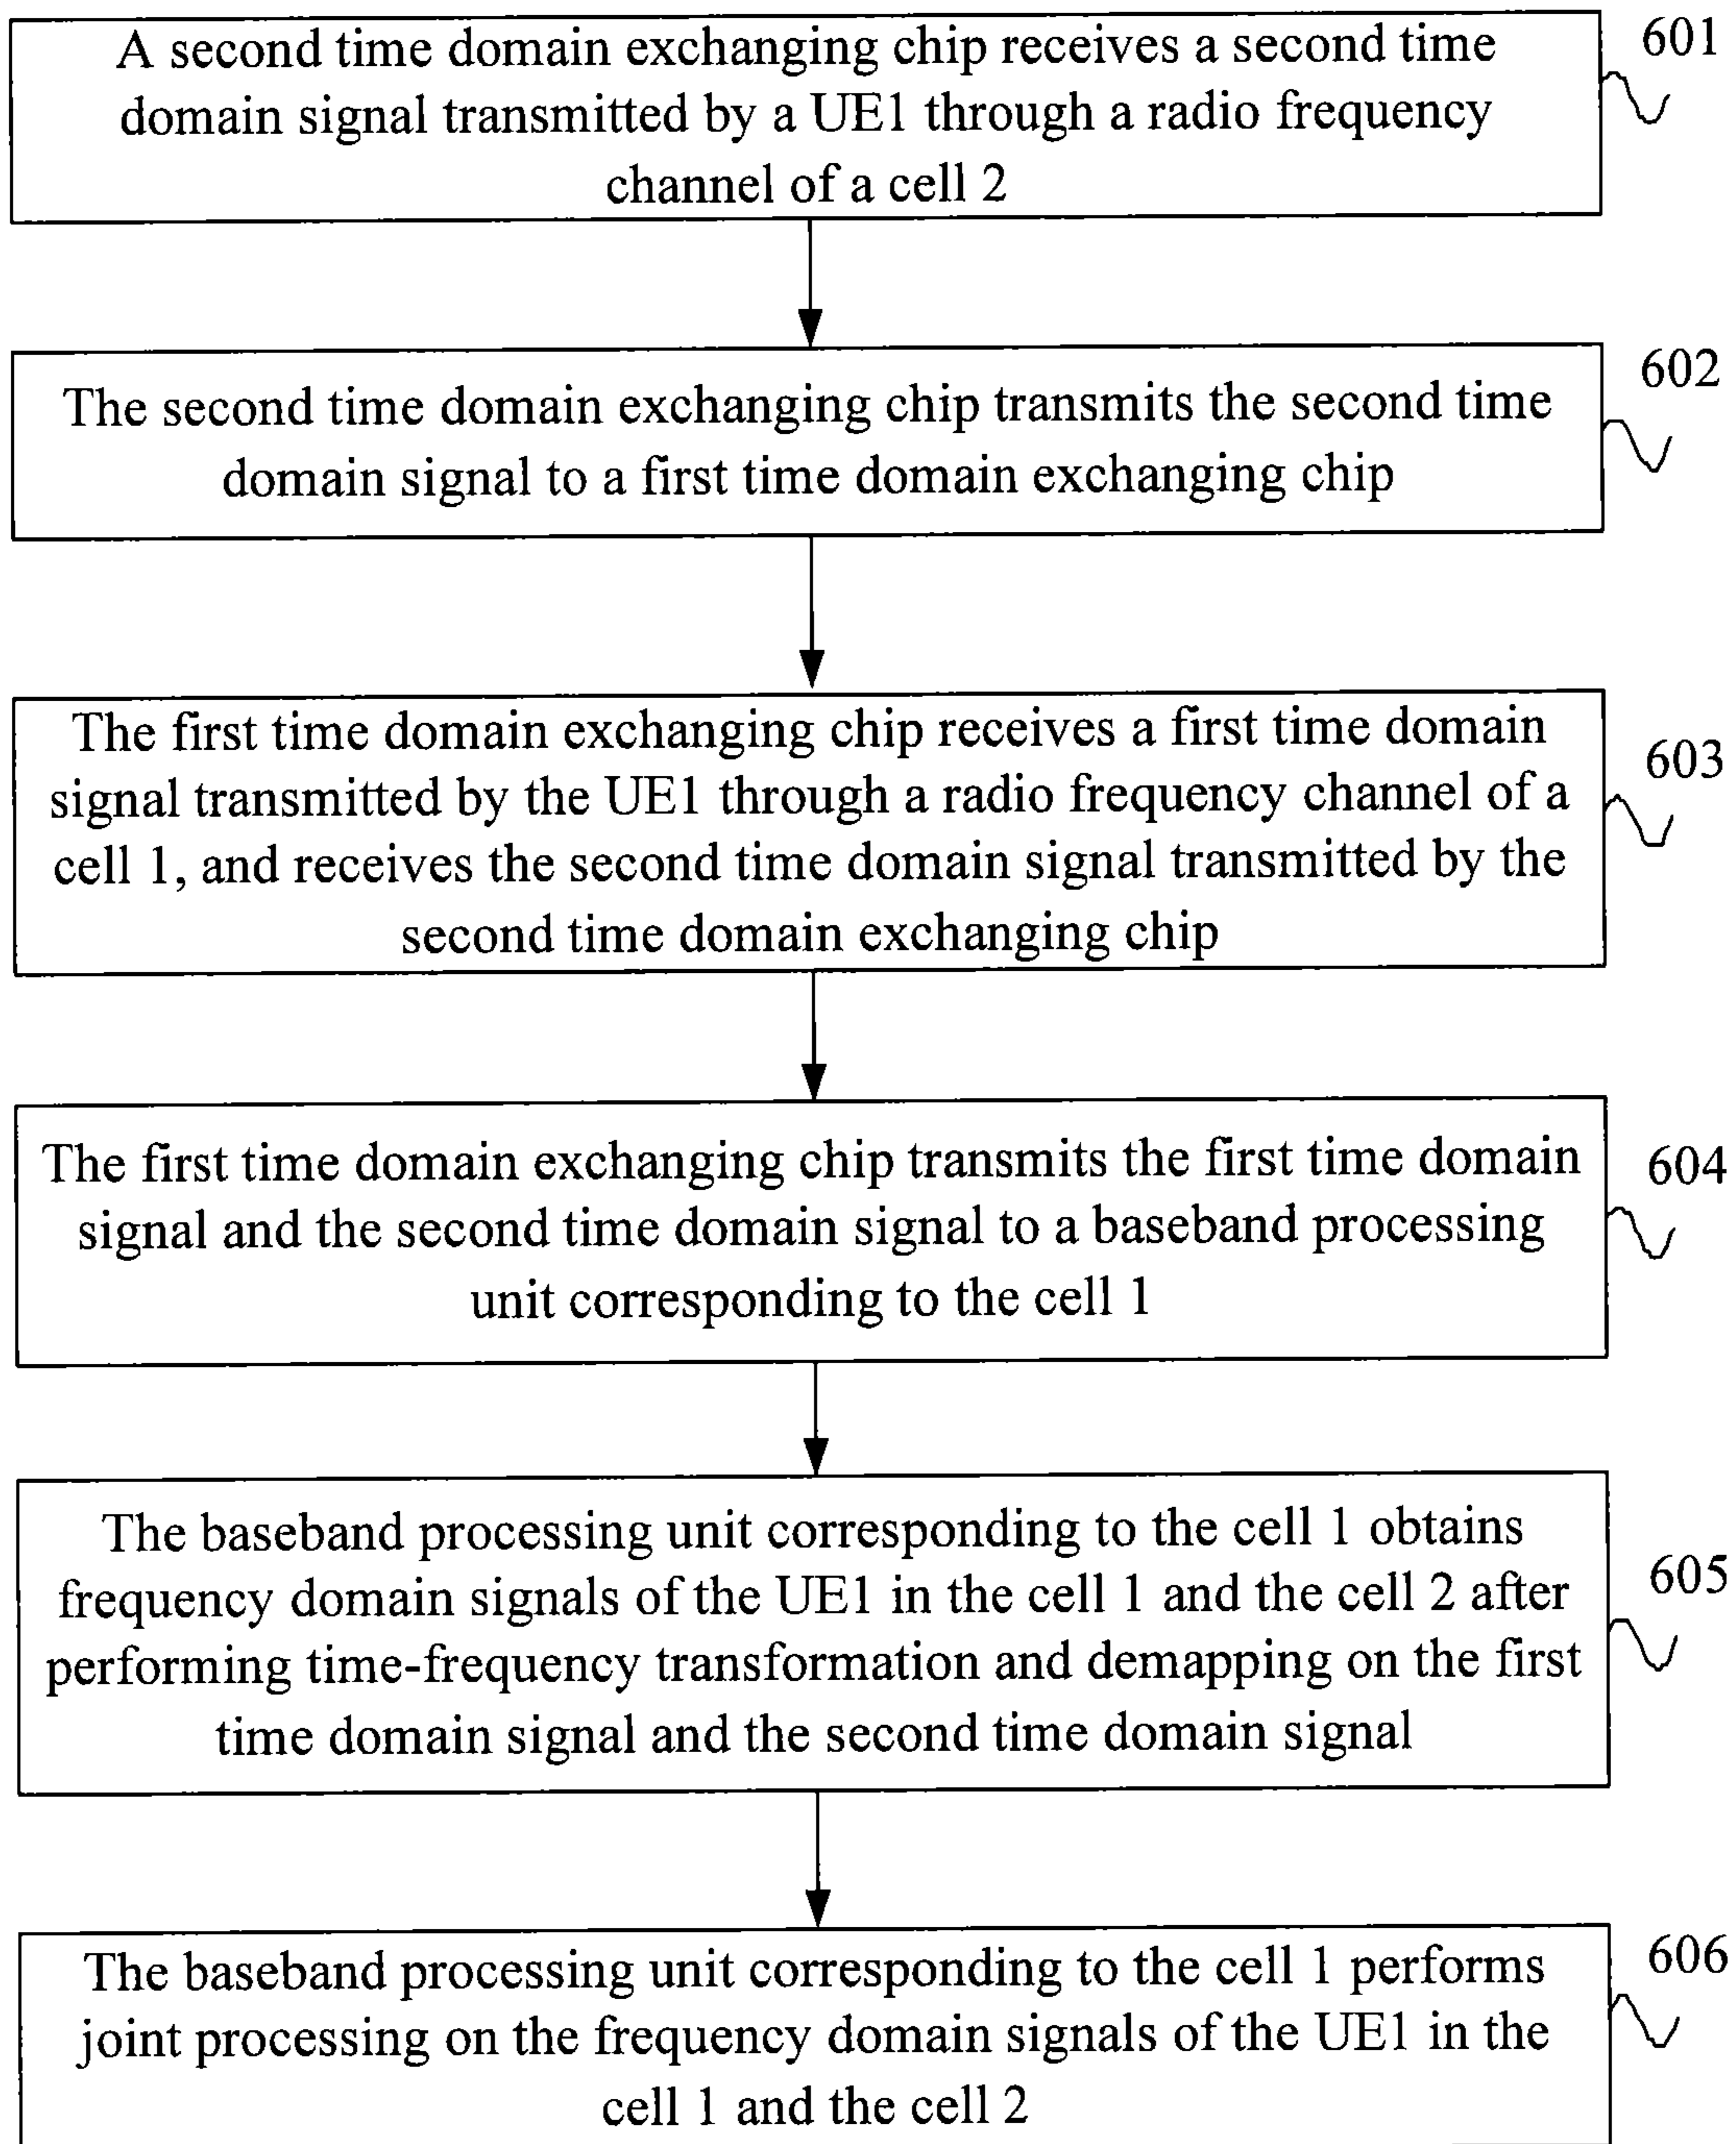 A second time domain exchanging chip receives a second time
domain signal transmitted by a UE1 through a radio frequency
channel of a cell 2
601
The second time domain exchanging chip transmits the second time
domain signal to a first time domain exchanging chip
602
The first time domain exchanging chip receives a first time domain
signal transmitted by the UE1 through a radio frequency channel of a
cell 1, and receives the second time domain signal transmitted by the
second time domain exchanging chip
603
The first time domain exchanging chip transmits the first time domain
signal and the second time domain signal to a baseband processing
unit corresponding to the cell 1
604
The baseband processing unit corresponding to the cell 1 obtains
frequency domain signals of the UE1 in the cell 1 and the cell 2 after
performing time-frequency transformation and demapping on the first
time domain signal and the second time domain signal
605
The baseband processing unit corresponding to the cell 1 performs
joint processing on the frequency domain signals of the UE1 in the
cell 1 and the cell 2
606